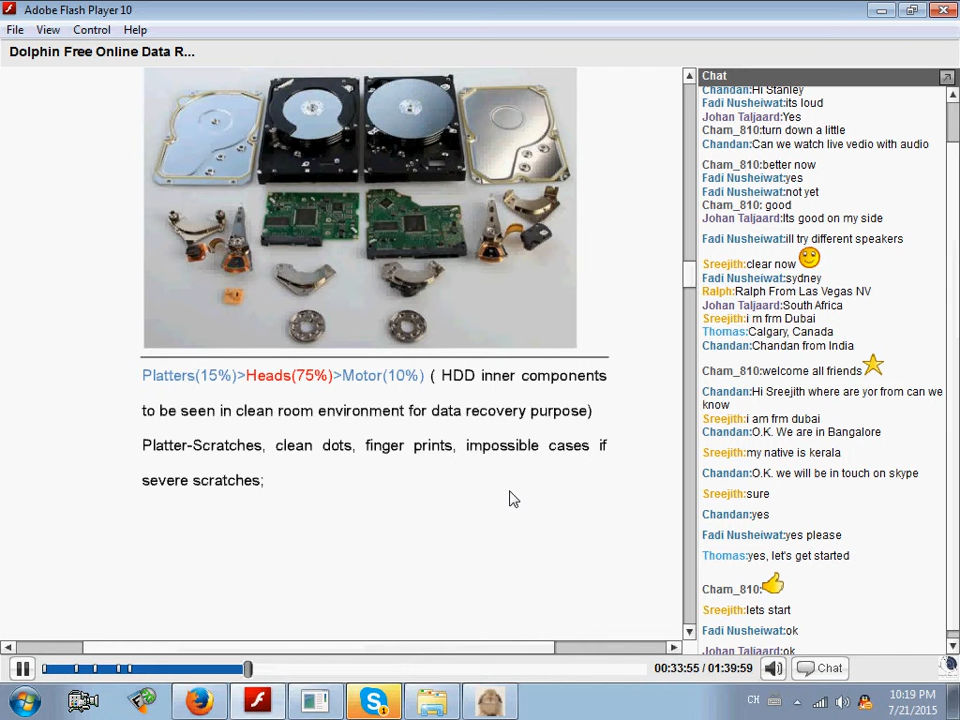 Adobe Flash Player 10
File View Control Help
Dolphin Free Online Data R...
Platters(15%)>Heads(75%)>Motor(10%) ( HDD inner components
to be seen in clean room environment for data recovery purpose)
Platter-Scratches, clean dots, finger prints, impossible cases if
severe scratches;
Chat
Chandan:Hi Stanley
Fadi Nusheiwat:its loud
Johan Taljaard:Yes
Cham_810:turn down a little
Chandan:Can we watch live vedio with audio
Cham_810:better now
Fadi Nusheiwat:yes
Fadi Nusheiwat:not yet
Cham_810: good
Johan Taljaard:Its good on my side
Fadi Nusheiwat:ill try different speakers
Sreejith:clear now
Fadi Nusheiwat:sydney
Ralph:Ralph From Las Vegas NV
Johan Taljaard:South Africa
Sreejith:i m frm Dubai
Thomas:Calgary, Canada
Chandan:Chandan from India
Cham_810:welcome all friends
Chandan:Hi Sreejith where are yor from can we
know
Sreejith:i am frm dubai
Chandan:O.K. We are in Bangalore
Sreejith:my native is kerala
Chandan:O.K. we will be in touch on skype
Sreejith:sure
Chandan:yes
Fadi Nusheiwat:yes please
Thomas:yes, let's get started
Cham_810:
Sreejith:lets start
Fadi Nusheiwat:ok
Johan Taljaard:ok
00:33:55 / 01:39:59
Chat
CH
10:19 PM
7/21/2015